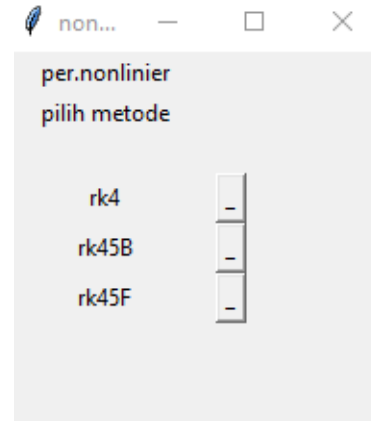 non...
per.nonlinier
pilih metode
rk4 _
rk45B _
rk45F _